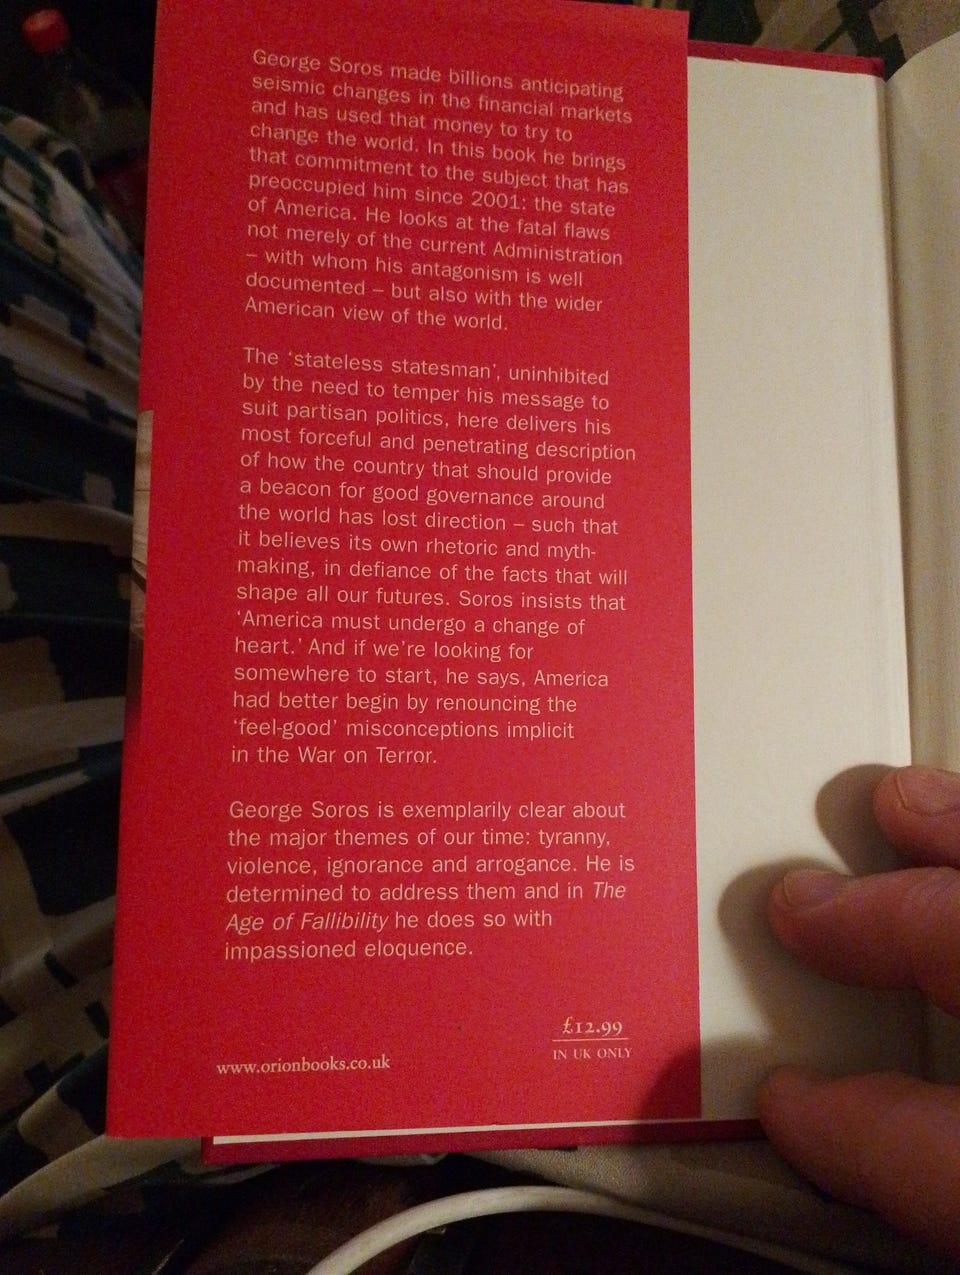 George Soros made billions anticipating
seismic changes in the financial markets
and has used that money to try to
change the world. In this book he brings
that commitment to the subject that has
preoccupied him since 2001: the state
of America. He looks at the fatal flaws
not merely of the current Administration
– with whom his antagonism is well
documented – but also with the wider
American view of the world.
The ‘stateless statesman’, uninhibited
by the need to temper his message to
suit partisan politics, here delivers his
most forceful and penetrating description
of how the country that should provide
a beacon for good governance around
the world has lost direction – such that
it believes its own rhetoric and myth-
making, in defiance of the facts that will
shape all our futures. Soros insists that
‘America must undergo a change of
heart.’ And if we’re looking for
somewhere to start, he says, America
had better begin by renouncing the
‘feel-good’ misconceptions implicit
in the War on Terror.
George Soros is exemplarily clear about
the major themes of our time: tyranny,
violence, ignorance and arrogance. He is
determined to address them and in The
Age of Fallibility he does so with
impassioned eloquence.
£12.99
IN UK ONLY
www.orionbooks.co.uk